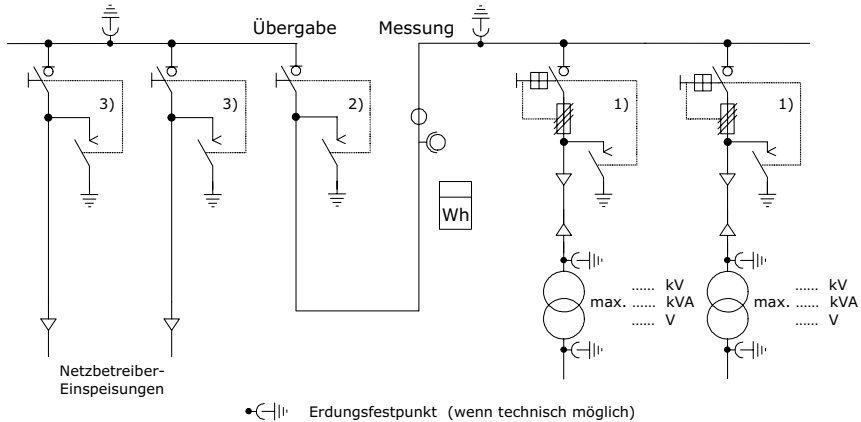 Übergabe
Messung
3)
3)
2)
1)
1)
Wh
...... kV
max. ...... kVA
...... V
...... kV
max. ...... kVA
...... V
Netzbetreiber-
Einspeisungen
Erdungsfestpunkt (wenn technisch möglich)